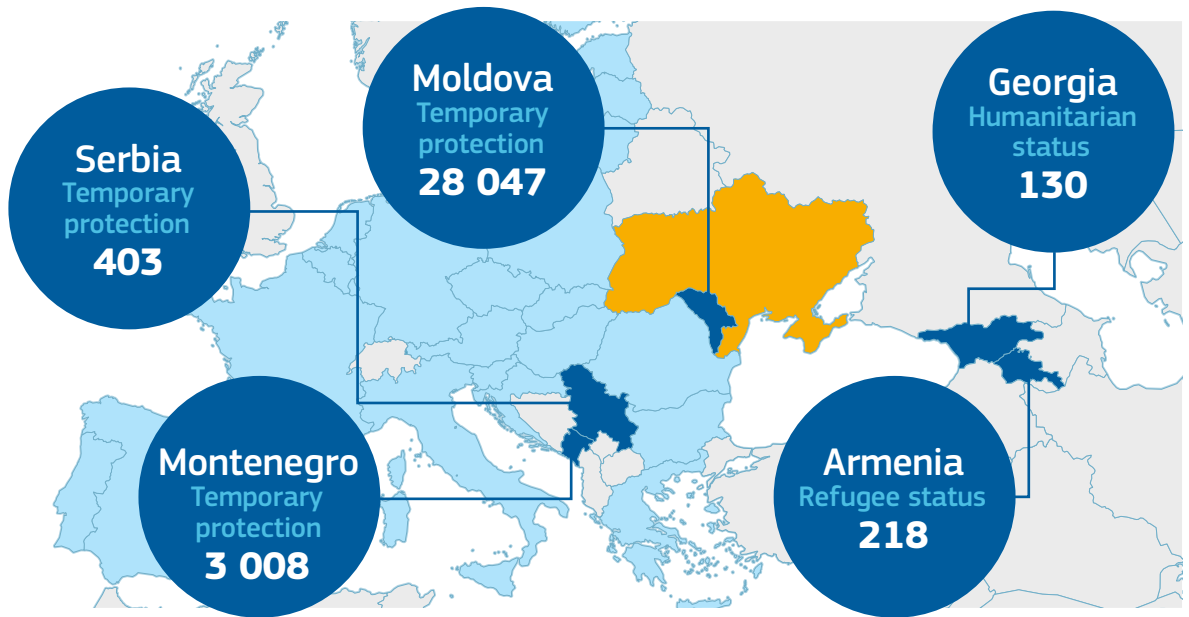 Moldova
Temporary
protection
28 047
Georgia
Humanitarian
status
130
Serbia
Temporary
protection
403
Montenegro
Temporary
protection
3 008
Armenia
Refugee status
218